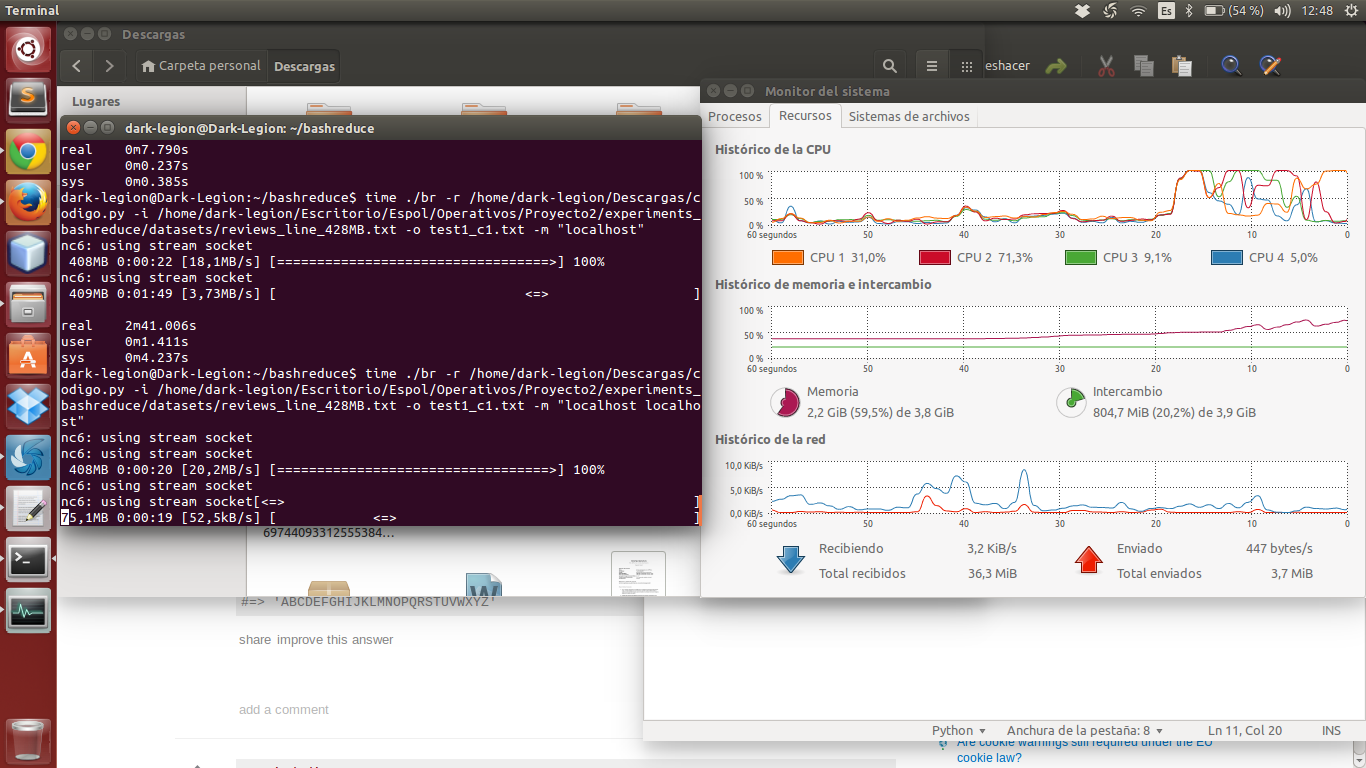 Terminal
Es
(54 %)
12:48
Descargas
Carpeta personal
Descargas
eshacer
Lugares
dark-legion@Dark-Legion: ~/bashreduce
real    0m7.790s
user    0m0.237s
sys     0m0.385s
dark-legion@Dark-Legion:~/bashreduce$ time ./br -r /home/dark-legion/Descargas/c
odigo.py -i /home/dark-legion/Escritorio/Espol/Operativos/Proyecto2/experiments_
bashreduce/datasets/reviews_line_428MB.txt -o test1_c1.txt -m "localhost"
nc6: using stream socket
 408MB 0:00:22 [18,1MB/s] [==================================>] 100%
nc6: using stream socket
 409MB 0:01:49 [3,73MB/s] [                               <=>                  ]
real    2m41.006s
user    0m1.411s
sys     0m4.237s
dark-legion@Dark-Legion:~/bashreduce$ time ./br -r /home/dark-legion/Descargas/c
odigo.py -i /home/dark-legion/Escritorio/Espol/Operativos/Proyecto2/experiments_
bashreduce/datasets/reviews_line_428MB.txt -o test1_c1.txt -m "localhost localho
st"
nc6: using stream socket
nc6: using stream socket
 408MB 0:00:20 [20,2MB/s] [==================================>] 100%
nc6: using stream socket
nc6: using stream socket[<=>                                                   ]
75,1MB 0:00:19 [52,5kB/s] [            <=>                                     ]
69744093312555384...
#=> 'ABCDEFGHIJKLMNOPQRSTUVWXYZ'
share improve this answer
add a comment
Monitor del sistema
Procesos
Recursos
Sistemas de archivos
Histórico de la CPU
100 %
50 %
0 %
60 segundos 50 40 30 20 10 0
CPU 1 31,0%
CPU 2 71,3%
CPU 3 9,1%
CPU 4 5,0%
Histórico de memoria e intercambio
100 %
50 %
0 %
60 segundos 50 40 30 20 10 0
Memoria
2,2 GiB (59,5%) de 3,8 GiB
Intercambio
804,7 MiB (20,2%) de 3,9 GiB
Histórico de la red
10,0 KiB/s
5,0 KiB/s
0,0 KiB/s
60 segundos 50 40 30 20 10 0
Recibiendo 3,2 KiB/s
Total recibidos 36,3 MiB
Enviado 447 bytes/s
Total enviados 3,7 MiB
Python
Anchura de la pestaña: 8
Ln 11, Col 20
INS
Are cookie warnings still required under the EU
cookie law?